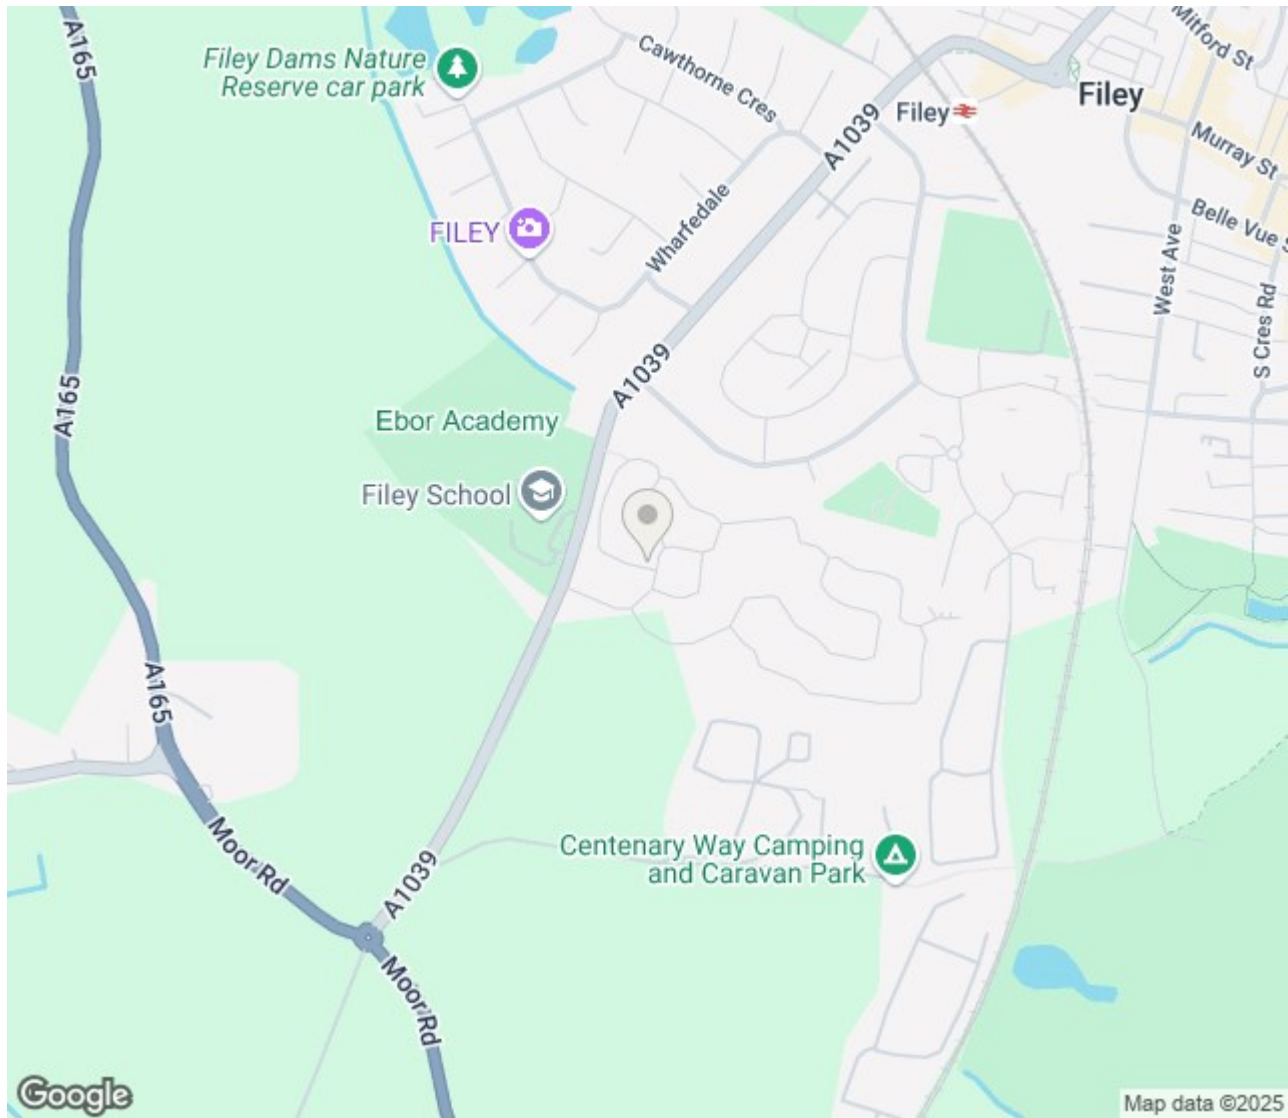 A165
Filey Dams Nature
Reserve car park
Cawthorne Cres
Mitford St
Filey
Filey
A1039
Murray St
Belle Vue S
FILEY
Wharfedale
West Ave
S Cres Rd
A1039
A165
Ebor Academy
Filey School
A165
Moor Rd
A1039
Centenary Way Camping
and Caravan Park
Moor Rd
Google
Map data ©2025